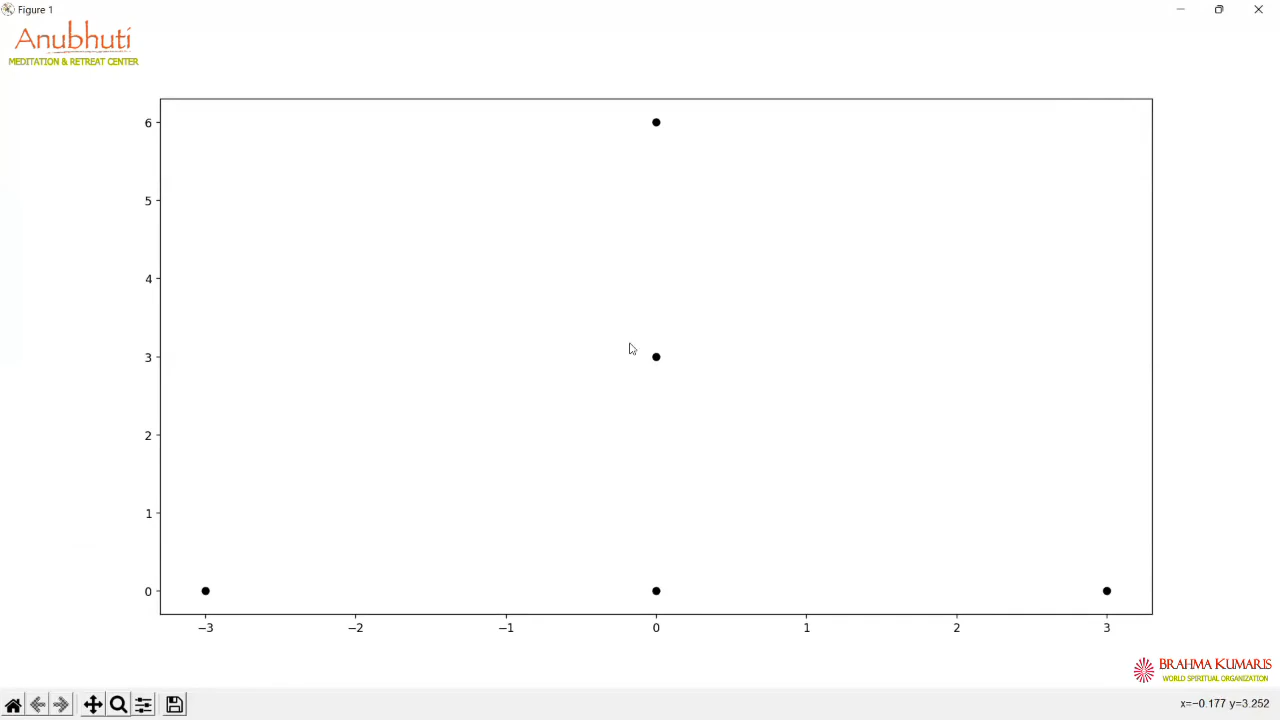 Figure 1
Anubhuti
MEDITATION & RETREAT CENTER
6
5
4
3
2
1
0
−3 −2 −1 0 1 2 3
BRAHMA KUMARIS
WORLD SPIRITUAL ORGANIZATION
x=−0.177 y=3.252